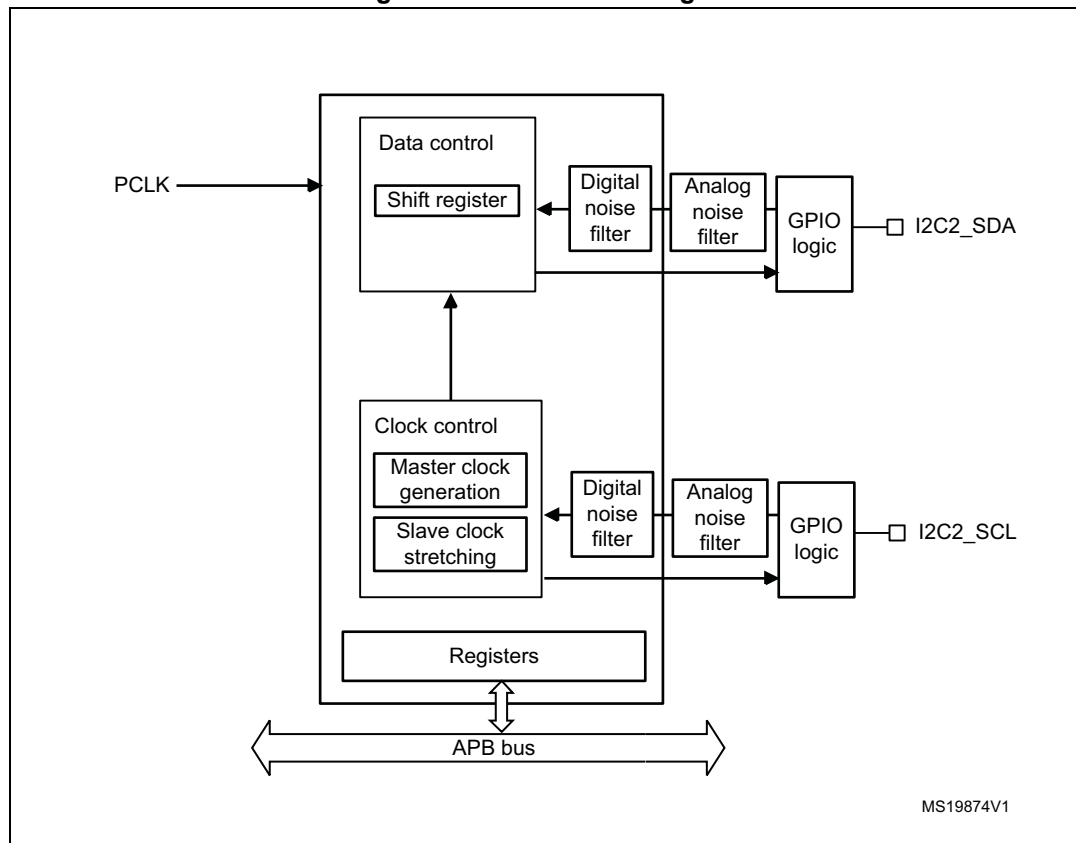 Data control
Shift register
PCLK
Digital
noise
filter
Analog
noise
filter
GPIO
logic
I2C2_SDA
Clock control
Master clock
generation
Slave clock
stretching
Digital
noise
filter
Analog
noise
filter
GPIO
logic
I2C2_SCL
Registers
APB bus
MS19874V1